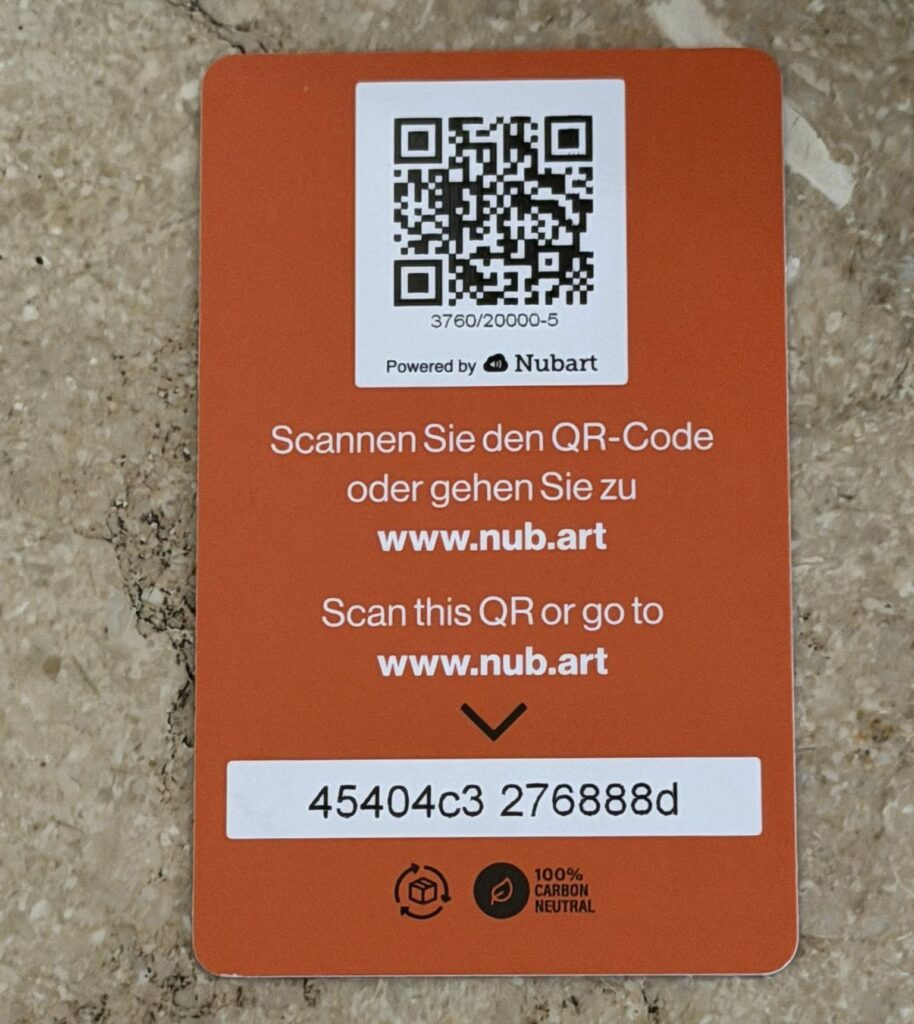 3760/20000-5
Powered by Nubart
Scannen Sie den QR-Code
oder gehen Sie zu
www.nub.art
Scan this QR or go to
www.nub.art
45404c3 276888d
100%
CARBON
NEUTRAL